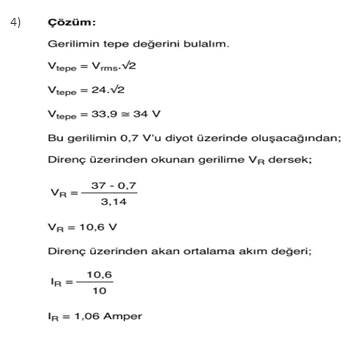 4) Çözüm:
Gerilimin tepe değerini bulalım.
Vtepe = Vrms.√2
Vtepe = 24.√2
Vtepe = 33,9 ≅ 34 V
Bu gerilimin 0,7 V'u diyot üzerinde oluşacağından;
Direnç üzerinden okunan gerilime VR dersek;
VR = 37 - 0,7 / 3,14
VR = 10,6 V
Direnç üzerinden akan ortalama akım değeri;
IR = 10,6 / 10
IR = 1,06 Amper